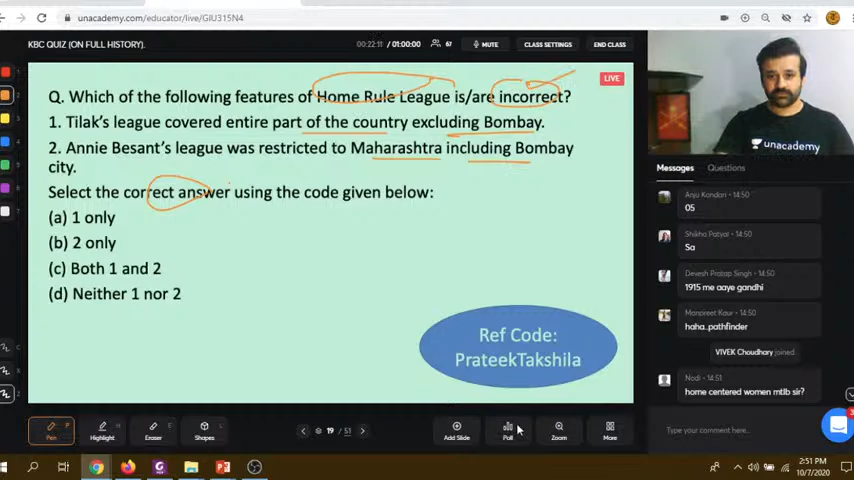 unacademy.com/educator/live/GIU315N4
KBC QUIZ (ON FULL HISTORY).
00:22:11 / 01:00:00
67
MUTE
CLASS SETTINGS
END CLASS
LIVE
Q. Which of the following features of Home Rule League is/are incorrect?
1. Tilak's league covered entire part of the country excluding Bombay.
2. Annie Besant's league was restricted to Maharashtra including Bombay
city.
Select the correct answer using the code given below:
(a) 1 only
(b) 2 only
(c) Both 1 and 2
(d) Neither 1 nor 2
Ref Code:
PrateekTakshila
unacademy
Messages
Questions
Anju Kandari • 14:50
05
Shikha Patyar • 14:50
Sa
Devesh Pratap Singh • 14:50
1915 me aaye gandhi
Manpreet Kaur • 14:50
haha..pathfinder
VIVEK Choudhary joined
Nodi • 14:51
home centered women mtlb sir?
Type your message here...
Pen
P
Highlight
H
Eraser
E
Shapes
19 / 51
Add Slide
Poll
Zoom
More
2:51 PM
10/7/2020